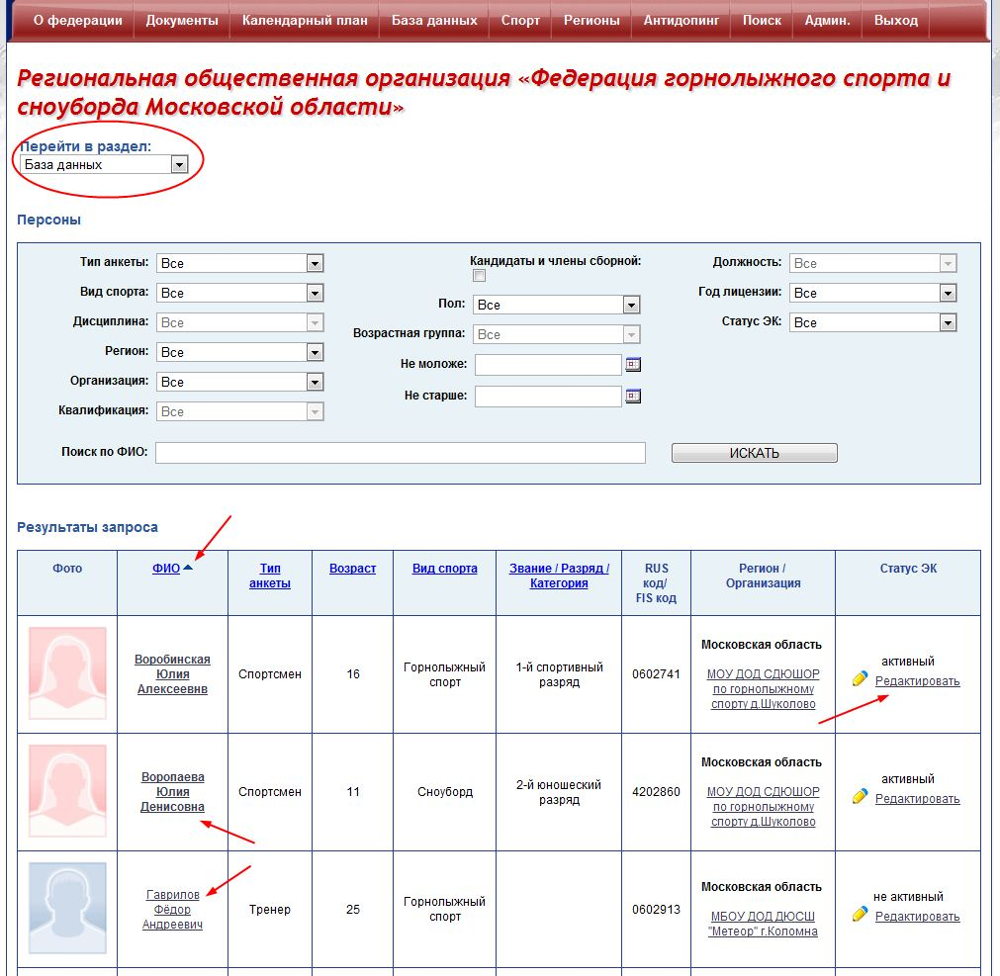 О федерации Документы Календарный план База данных Спорт Регионы Антидопинг Поиск Админ. Выход
Региональная общественная организация «Федерация горнолыжного спорта и
сноуборда Московской области»
Перейти в раздел:
База данных
Персоны
Тип анкеты: Все
Вид спорта: Все
Дисциплина: Все
Регион: Все
Организация: Все
Квалификация: Все
Кандидаты и члены сборной:
Пол: Все
Возрастная группа: Все
Не моложе:
Не старше:
Должность: Все
Год лицензии: Все
Статус ЭК: Все
Поиск по ФИО:
ИСКАТЬ
Результаты запроса
Фото
ФИО
Тип
анкеты
Возраст
Вид спорта
Звание / Разряд /
Категория
RUS
код/
FIS код
Регион /
Организация
Статус ЭК
Воробинская
Юлия
Алексеевнв
Спортсмен
16
Горнолыжный
спорт
1-й спортивный
разряд
0602741
Московская область
МОУ ДОД СДЮШОР
по горнолыжному
спорту д.Шуколово
активный
Редактировать
Воропаева
Юлия
Денисовна
Спортсмен
11
Сноуборд
2-й юношеский
разряд
4202860
Московская область
МОУ ДОД СДЮШОР
по горнолыжному
спорту д.Шуколово
активный
Редактировать
Гаврилов
Фёдор
Андреевич
Тренер
25
Горнолыжный
спорт
0602913
Московская область
МБОУ ДОД ДЮСШ
"Метеор" г.Коломна
не активный
Редактировать